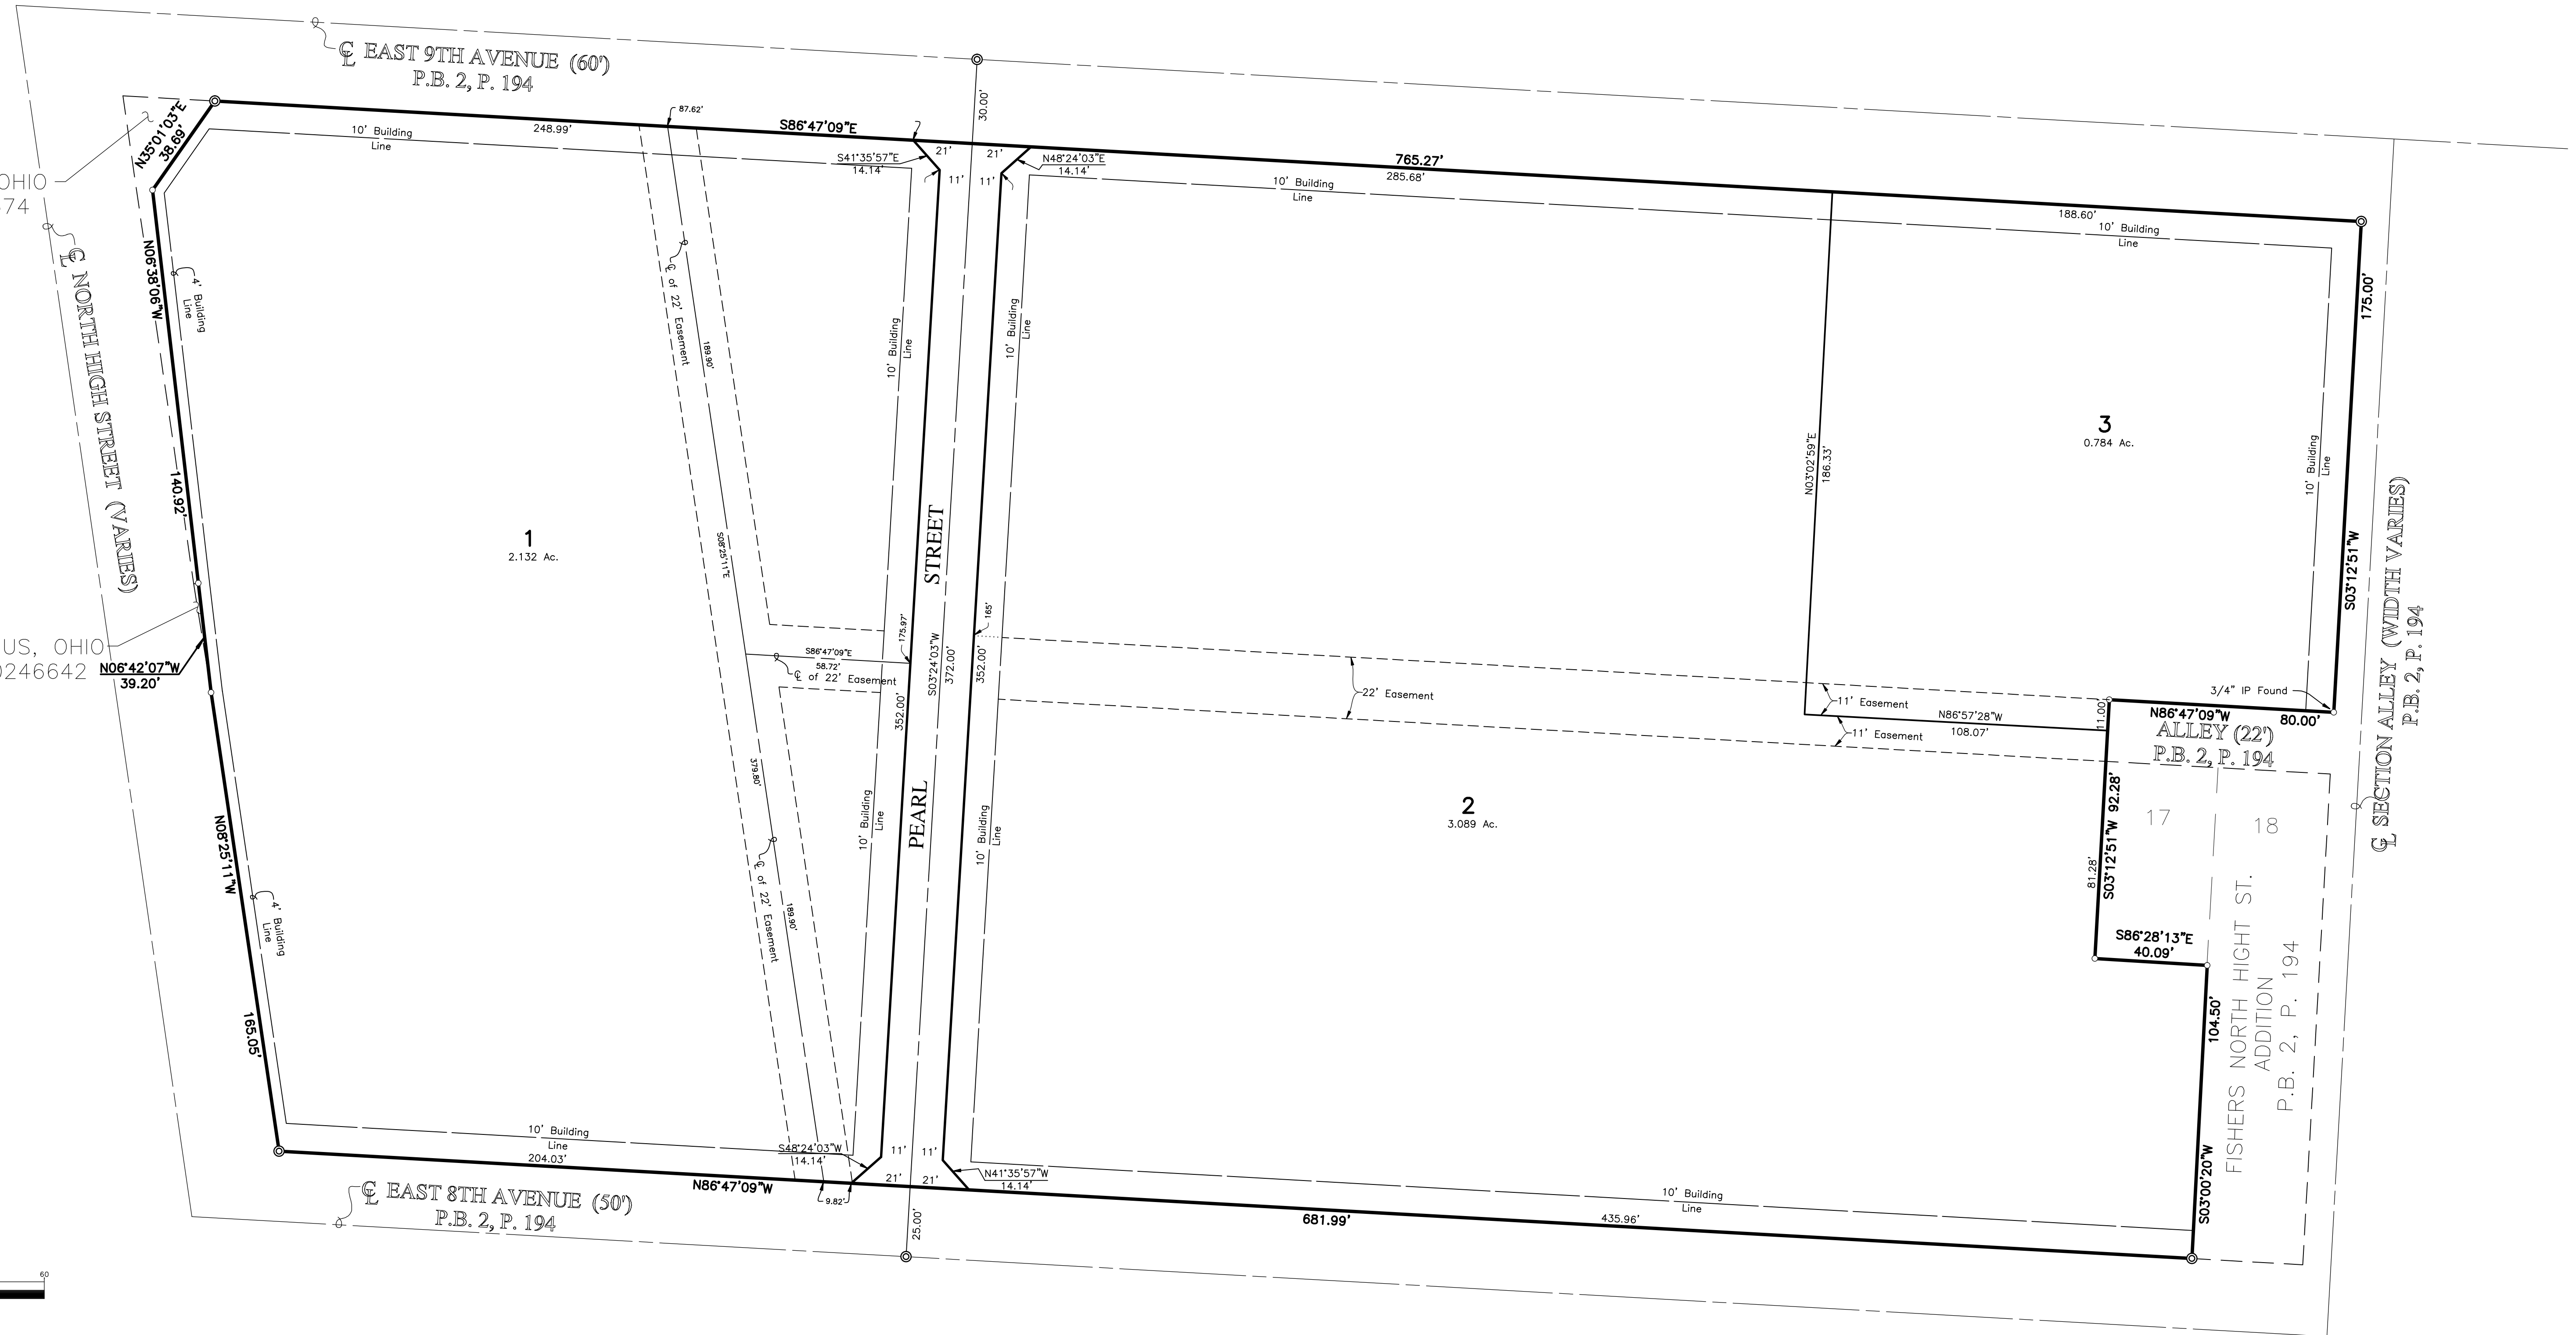 ℄ EAST 9TH AVENUE (60')
P.B. 2, P. 194
30.00'
N35°01'03"E
38.69'
10' Building
Line
248.99'
87.62'
S86°47'09"E
765.27'
21'
21'
11'
11'
S41°35'57"E
14.14'
N48°24'03"E
14.14'
10' Building
Line
285.68'
188.60'
10' Building
Line
OHIO
74
℄ NORTH HIGH STREET (VARIES)
N06°38'06"W
140.92'
4' Building
Line
℄ of 22' Easement
189.90'
S08°25'11"E
379.80'
10' Building
Line
10' Building
Line
1
2.132 Ac.
PEARL STREET
S03°24'03"W
372.00'
352.00'
352.00'
175.97'
165'
S86°47'09"E
58.72'
℄ of 22' Easement
US, OHIO
0246642
N06°42'07"W
39.20'
22' Easement
N03°02'59"E
186.33'
3
0.784 Ac.
10' Building
Line
175.00'
S03°12'51"W
3/4" IP Found
11' Easement
N86°57'28"W
108.07'
11' Easement
11.00'
N86°47'09"W
80.00'
ALLEY (22')
P.B. 2, P. 194
℄ SECTION ALLEY (WIDTH VARIES)
P.B. 2, P. 194
2
3.089 Ac.
17
18
S03°12'51"W 92.28'
81.28'
S86°28'13"E
40.09'
104.50'
S03°00'20"W
FISHERS NORTH HIGHT ST.
ADDITION
P.B. 2, P. 194
N08°25'11"W
165.05'
4' Building
Line
℄ of 22' Easement
189.90'
10' Building
Line
10' Building
Line
10' Building
Line
204.03'
S48°24'03"W
14.14'
11'
11'
21'
21'
N41°35'57"W
14.14'
N86°47'09"W
9.82'
681.99'
10' Building
Line
435.96'
℄ EAST 8TH AVENUE (50')
P.B. 2, P. 194
25.00'
60